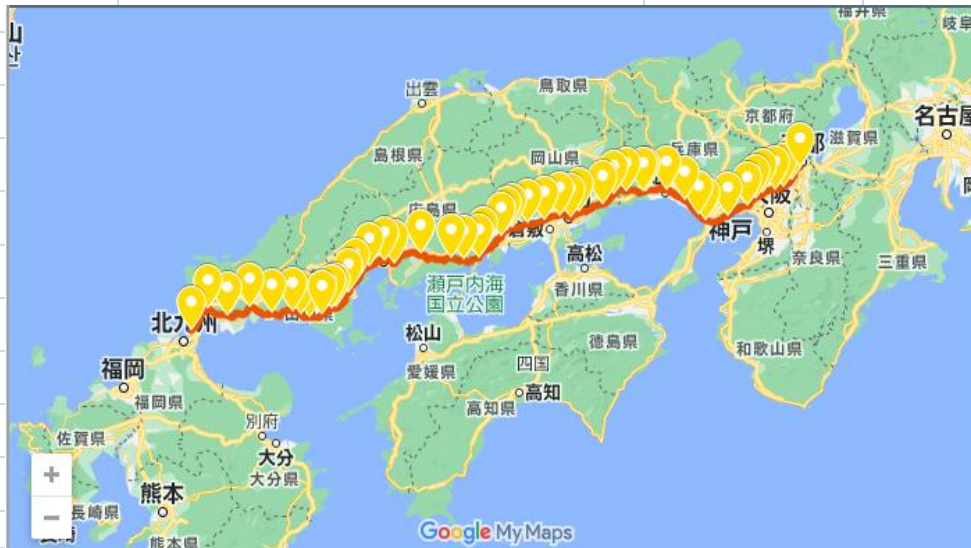 山
산
福井県
岐阜
出雲
鳥取県
京都府
名古屋
都
滋賀県
島根県
岡山県
兵庫県
広島県
倉敷
大阪
神戸
堺
高松
奈良県
三重県
瀬戸内海
国立公園
香川県
北九州
松山
徳島県
和歌山県
愛媛県
四国
福岡
高知
高知県
福岡県
別府
佐賀県
大分
大分県
+
熊本
−
長崎県
熊本県
Google My Maps